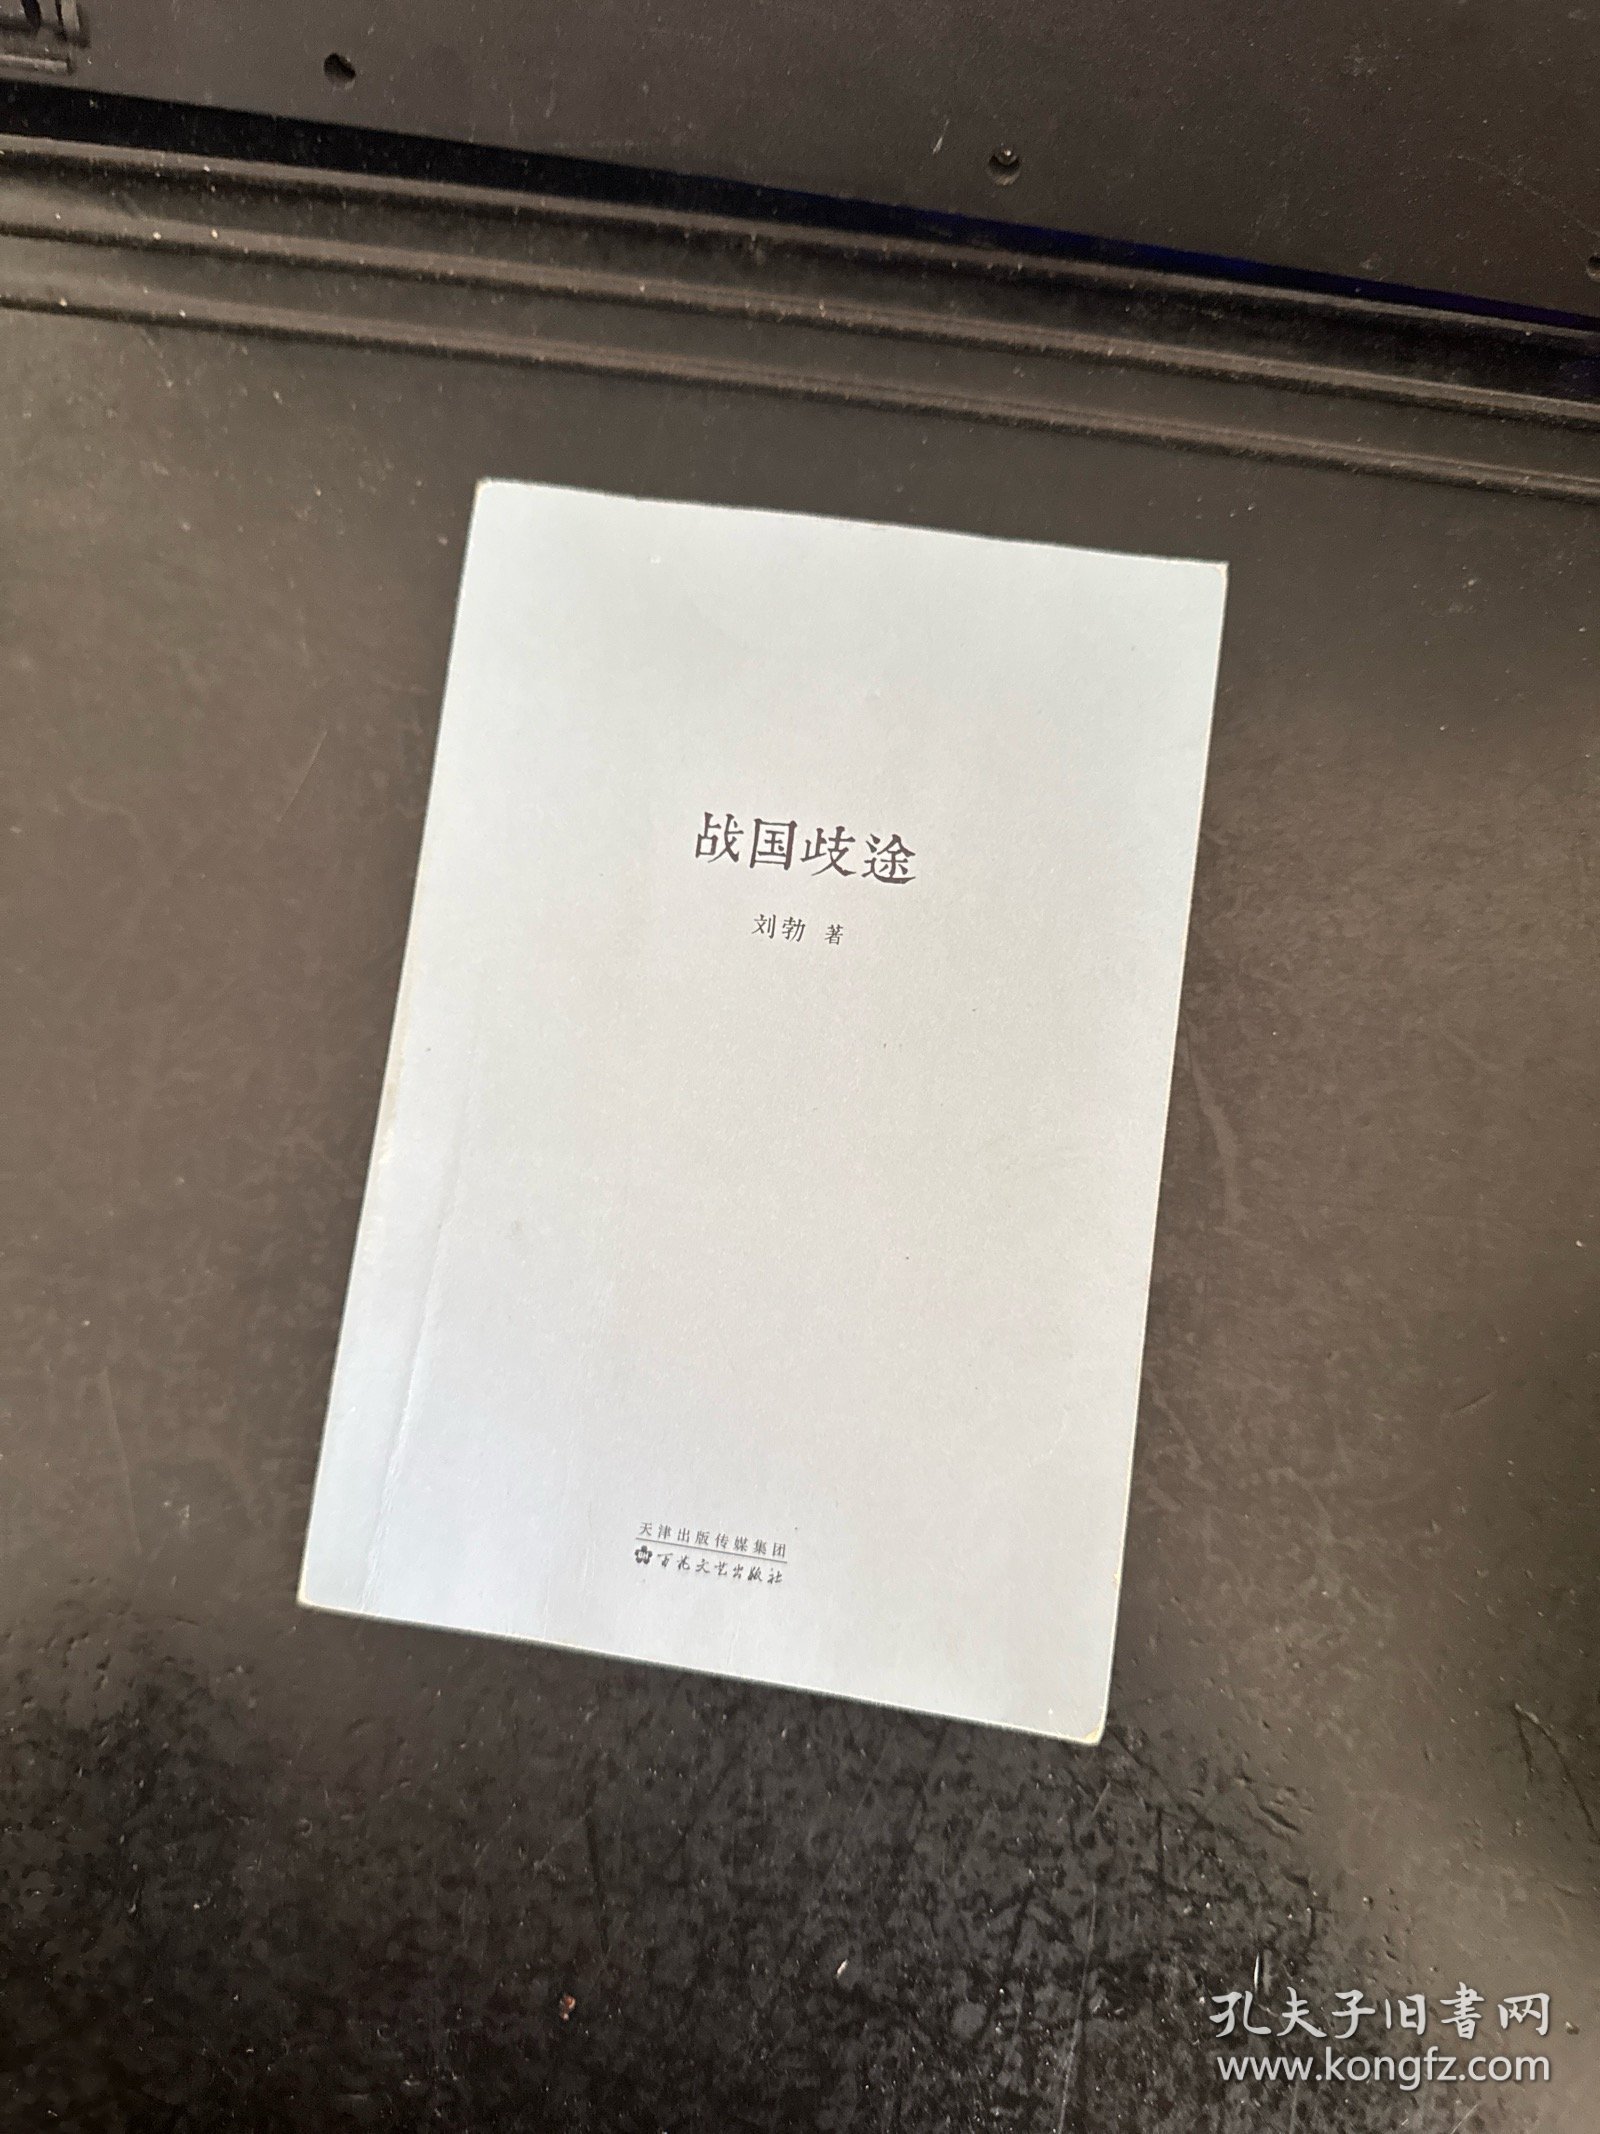 战国歧途
刘勃 著
天津出版传媒集团
百花文艺出版社
孔夫子旧書网
www.kongfz.com